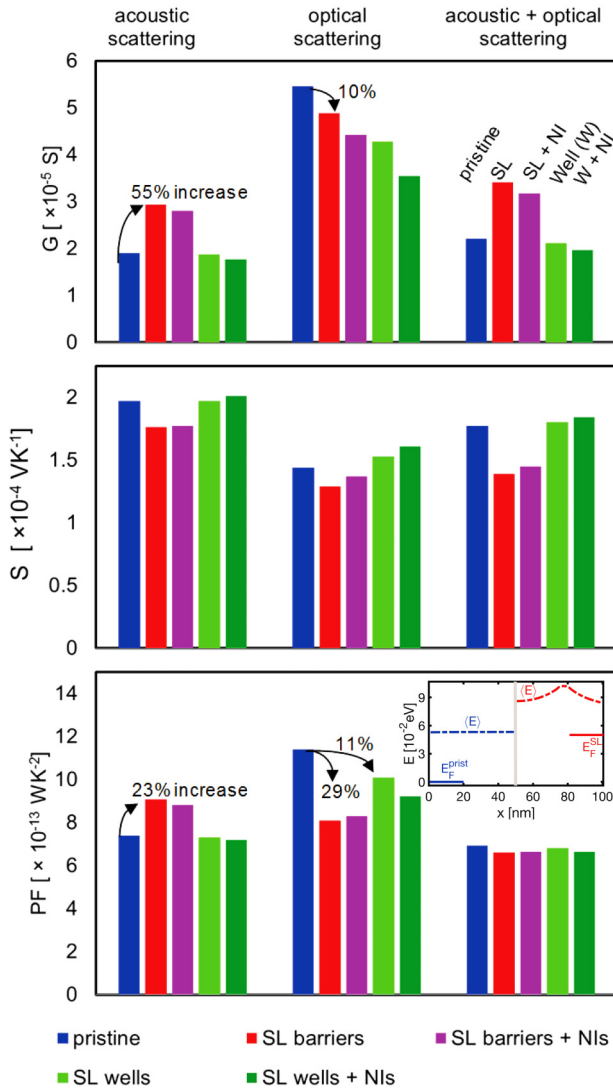 acoustic scattering
optical scattering
acoustic + optical scattering
G [ ×10⁻⁵ S]
6
5
4
3
2
1
0
55% increase
10%
pristine
SL
SL + NI
Well (W)
W + NI
S [ ×10⁻⁴ VK⁻¹]
2
1.5
1
0.5
0
PF [ × 10⁻¹³ WK⁻²]
14
12
10
8
6
4
2
0
23% increase
11%
29%
E [10⁻²eV]
9
6
3
0
⟨E⟩
⟨E⟩
E_F^prist
E_F^SL
0 20 40 60 80 100
x [nm]
pristine
SL barriers
SL barriers + NIs
SL wells
SL wells + NIs